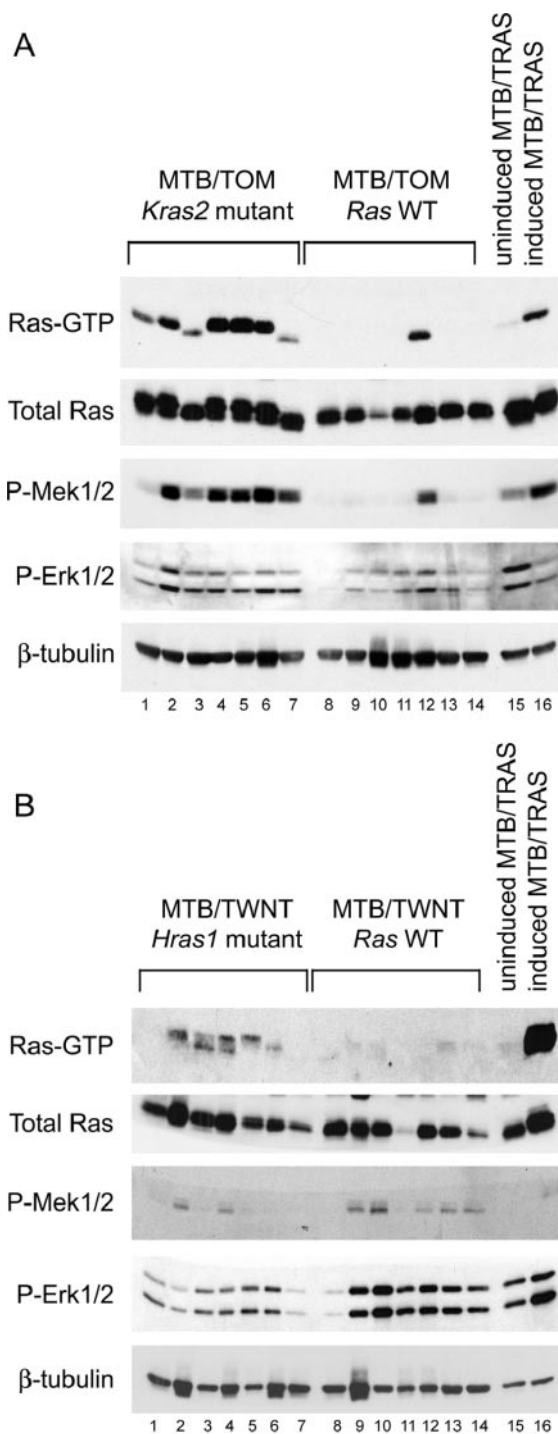 A
uninduced MTB/TRAS
induced MTB/TRAS
MTB/TOM
Kras2 mutant
MTB/TOM
Ras WT
Ras-GTP
Total Ras
P-Mek1/2
P-Erk1/2
β-tubulin
1 2 3 4 5 6 7 8 9 10 11 12 13 14 15 16
B
uninduced MTB/TRAS
induced MTB/TRAS
MTB/TWNT
Hras1 mutant
MTB/TWNT
Ras WT
Ras-GTP
Total Ras
P-Mek1/2
P-Erk1/2
β-tubulin
1 2 3 4 5 6 7 8 9 10 11 12 13 14 15 16